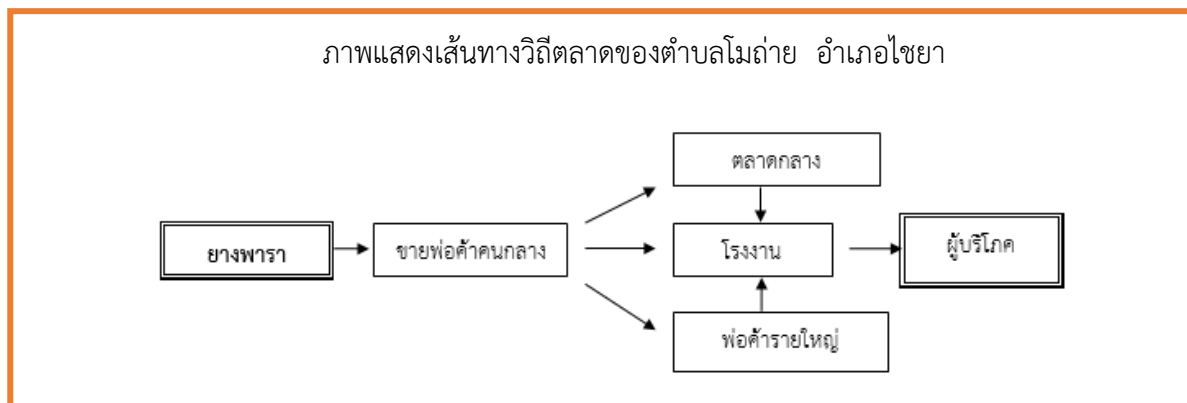 ภาพแสดงเส้นทางวิถีตลาดของตำบลโมถ่าย อำเภอไชยา
ตลาดกลาง
ยางพารา
ขายพ่อค้าคนกลาง
โรงงาน
ผู้บริโภค
พ่อค้ารายใหญ่